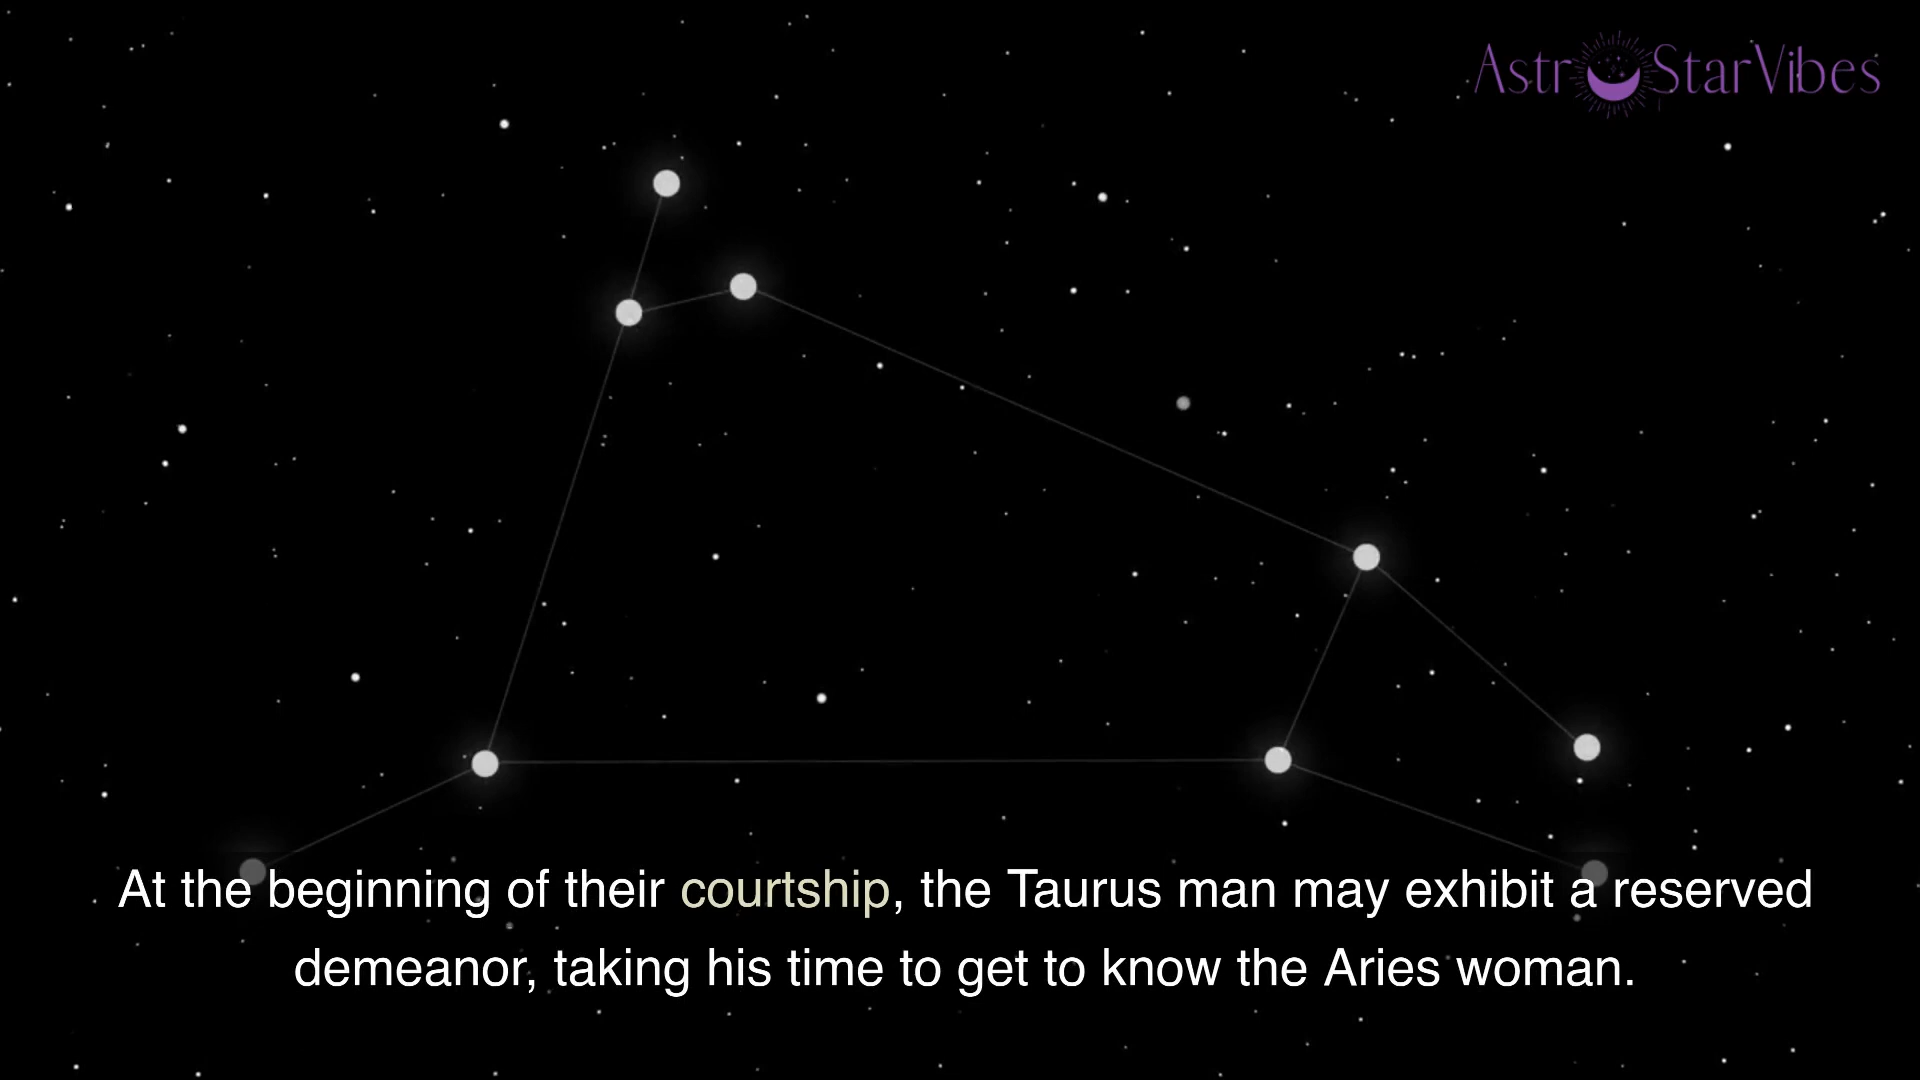 AstroStarVibes
At the beginning of their courtship, the Taurus man may exhibit a reserved
demeanor, taking his time to get to know the Aries woman.